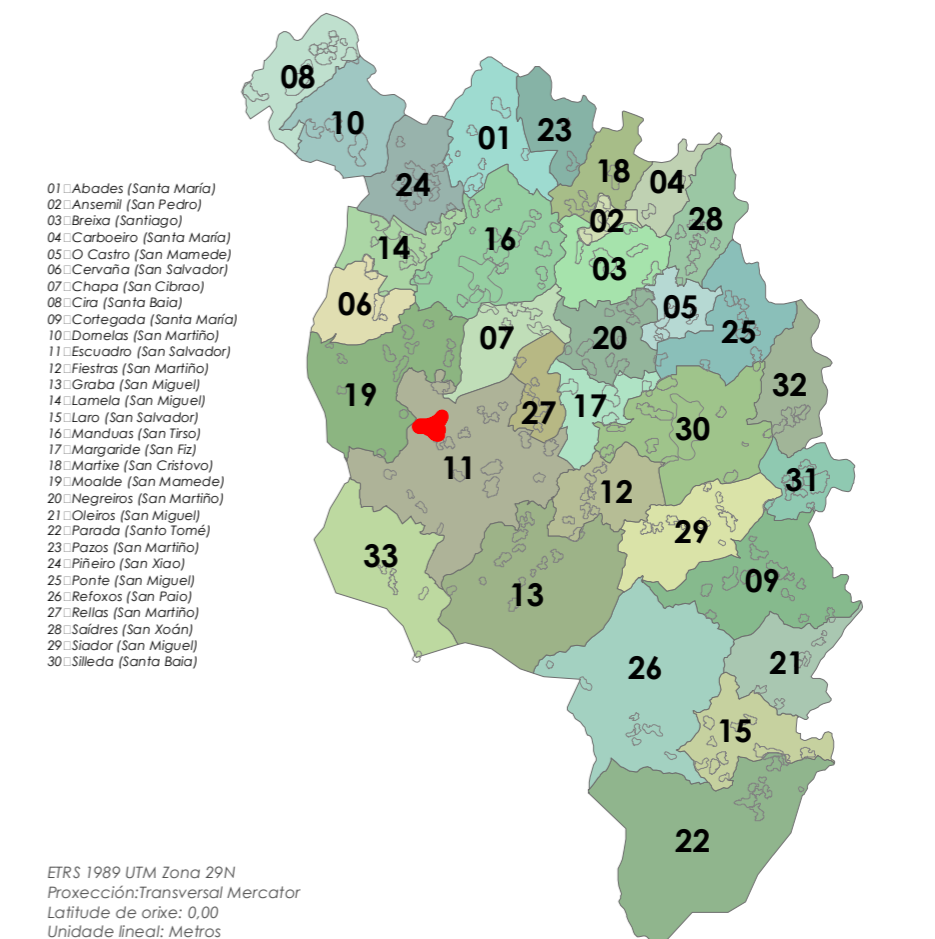 08
10
01
23
18
04
24
02
28
14
16
03
06
05
07
20
25
19
27
17
32
30
11
12
31
29
33
13
09
26
21
15
22
01□Abades (Santa María)
02□Ansemil (San Pedro)
03□Breixa (Santiago)
04□Carboeiro (Santa María)
05□O Castro (San Mamede)
06□Cervaña (San Salvador)
07□Chapa (San Cibrao)
08□Cira (Santa Baia)
09□Cortegada (Santa María)
10□Dornelas (San Martiño)
11□Escuadro (San Salvador)
12□Fiestras (San Martiño)
13□Graba (San Miguel)
14□Lamela (San Miguel)
15□Laro (San Salvador)
16□Manduas (San Tirso)
17□Margaride (San Fiz)
18□Martixe (San Cristovo)
19□Moalde (San Mamede)
20□Negreiros (San Martiño)
21□Oleiros (San Miguel)
22□Parada (Santo Tomé)
23□Pazos (San Martiño)
24□Piñeiro (San Xiao)
25□Ponte (San Miguel)
26□Refoxos (San Paio)
27□Rellas (San Martiño)
28□Saídres (San Xoán)
29□Siador (San Miguel)
30□Silleda (Santa Baia)
ETRS 1989 UTM Zona 29N
Proxección:Transversal Mercator
Latitude de orixe: 0,00
Unidade lineal: Metros